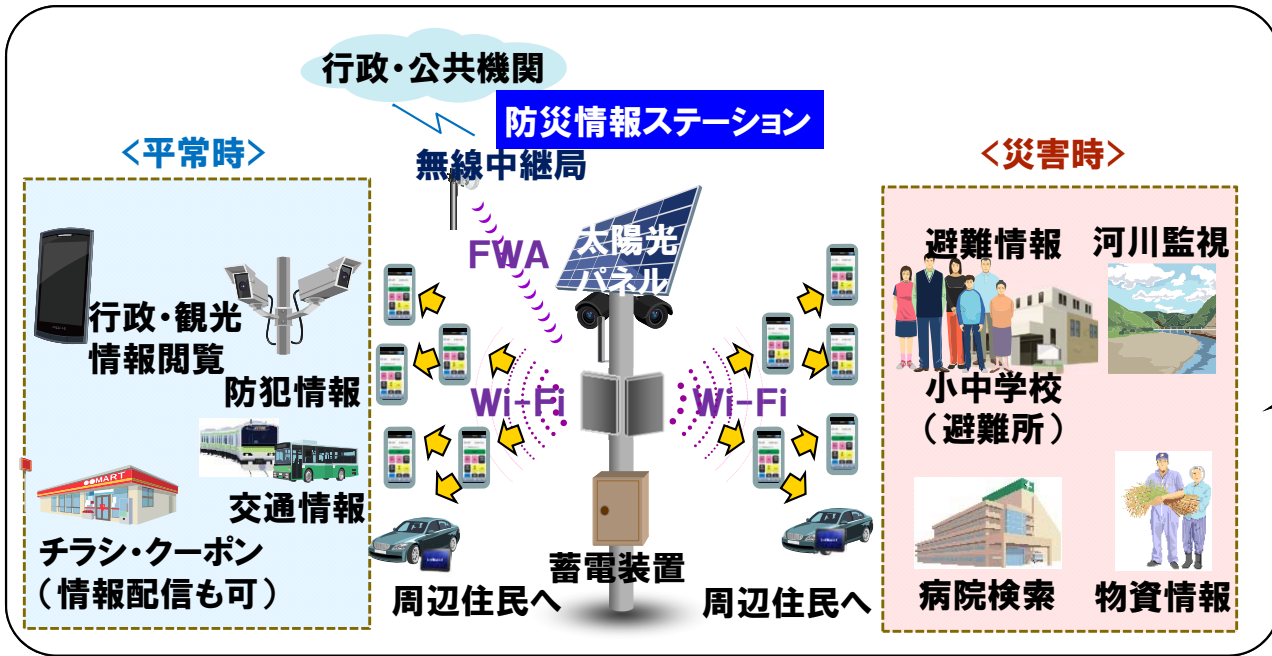 行政・公共機関
防災情報ステーション
無線中継局
FWA
太陽光
パネル
Wi-Fi
Wi-Fi
蓄電装置
周辺住民へ
周辺住民へ
<平常時>
行政・観光
情報閲覧
防犯情報
●●MART
交通情報
チラシ・クーポン
(情報配信も可)
<災害時>
避難情報
河川監視
小中学校
(避難所)
病院検索
物資情報